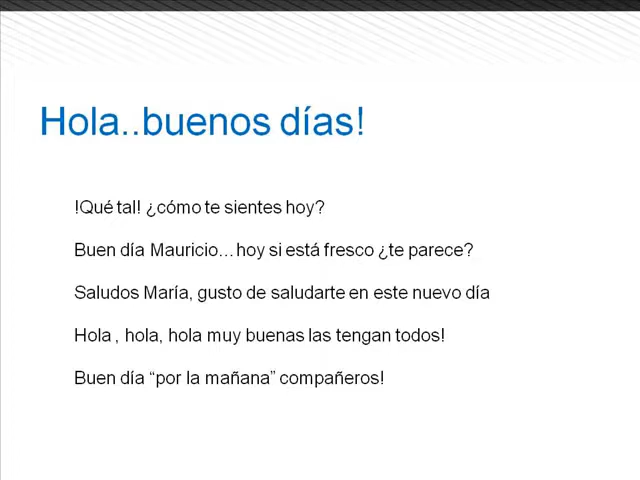 Hola..buenos días!
!Qué tal! ¿cómo te sientes hoy?
Buen día Mauricio...hoy si está fresco ¿te parece?
Saludos María, gusto de saludarte en este nuevo día
Hola , hola, hola muy buenas las tengan todos!
Buen día “por la mañana” compañeros!